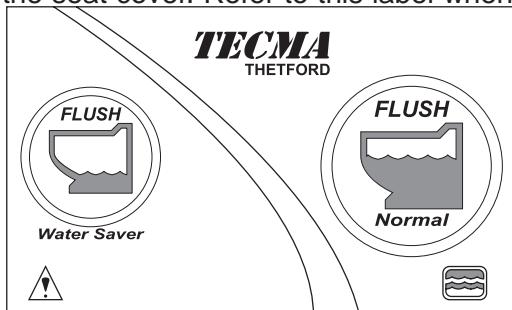 the seat cover. Refer to this label when
TECMA
THETFORD
FLUSH
Water Saver
FLUSH
Normal